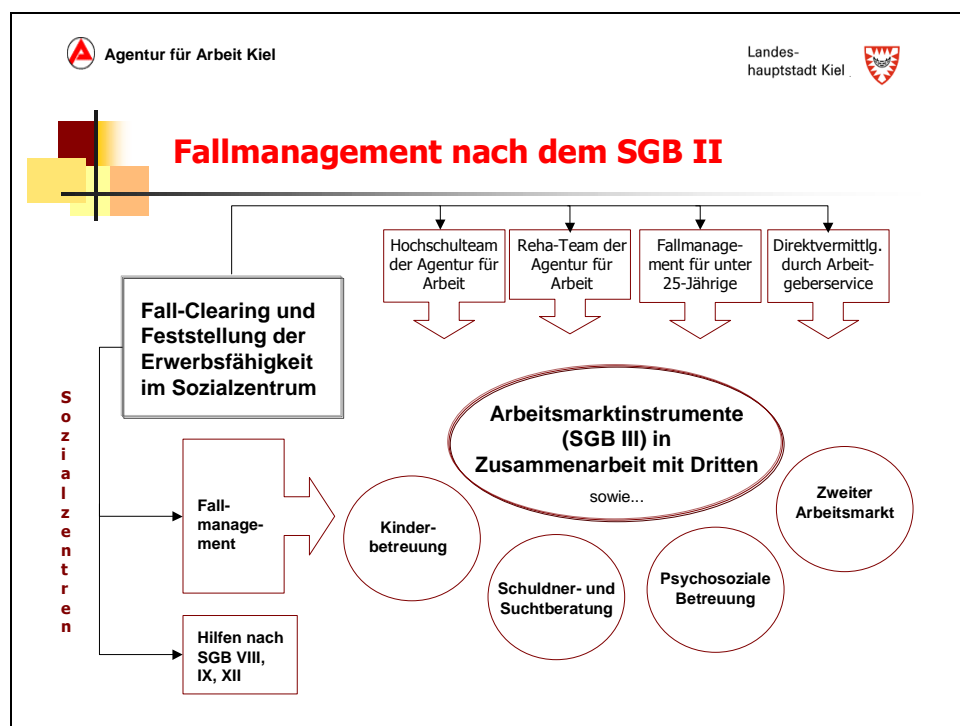 Agentur für Arbeit Kiel
Landes-
hauptstadt Kiel
Fallmanagement nach dem SGB II
Hochschulteam
der Agentur für
Arbeit
Reha-Team der
Agentur für
Arbeit
Fallmanage-
ment für unter
25-Jährige
Direktvermittlg.
durch Arbeit-
geberservice
Fall-Clearing und
Feststellung der
Erwerbsfähigkeit
im Sozialzentrum
Sozialzentren
Arbeitsmarktinstrumente
(SGB III) in
Zusammenarbeit mit Dritten
sowie...
Fall-
manage-
ment
Kinder-
betreuung
Schuldner- und
Suchtberatung
Psychosoziale
Betreuung
Zweiter
Arbeitsmarkt
Hilfen nach
SGB VIII,
IX, XII